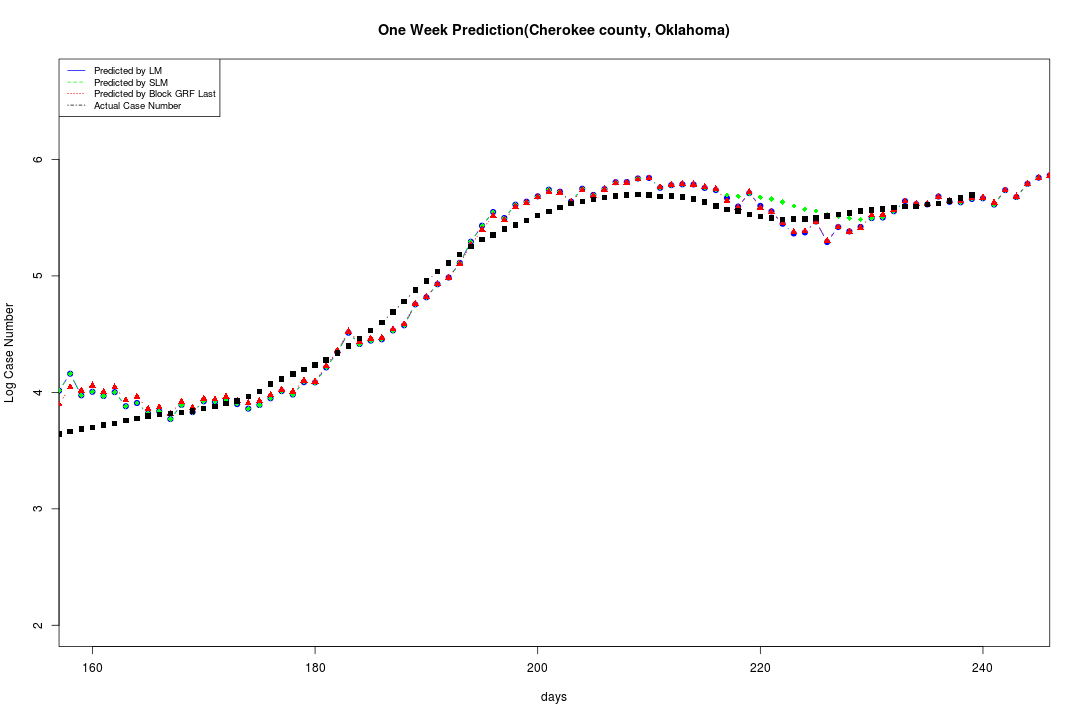 One Week Prediction(Cherokee county, Oklahoma)
Predicted by LM
Predicted by SLM
Predicted by Block GRF Last
Actual Case Number
Log Case Number
6
5
4
3
2
160 180 200 220 240
days